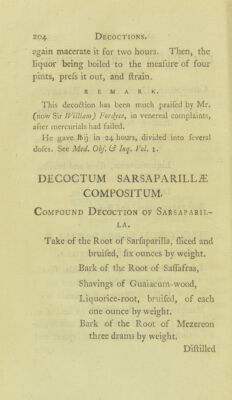 204 DECOCTIONS.
again macerate it for two hours. Then, the
liquor being boiled to the meaſure of four
pints, preſs it out, and ſtrain.
REMARK.
This decoction has been much praiſed by Mr.
(now Sir William) Fordyce, in venereal complaints,
after mercurials had failed.
He gave ℔ij in 24 hours, divided into ſeveral
doſes. See Med. Obſ. & Inq. Vol. 1.
DECOCTUM SARSAPARILLÆ
COMPOSITUM.
COMPOUND DECOCTION OF SARSAPARIL-
LA.
Take of the Root of Sarſaparilla, ſliced and
bruiſed, ſix ounces by weight.
Bark of the Root of Saſſafras,
Shavings of Guaiacum-wood,
Liquorice-root, bruiſed, of each
one ounce by weight.
Bark of the Root of Mezereon
three drams by weight.
Diſtilled